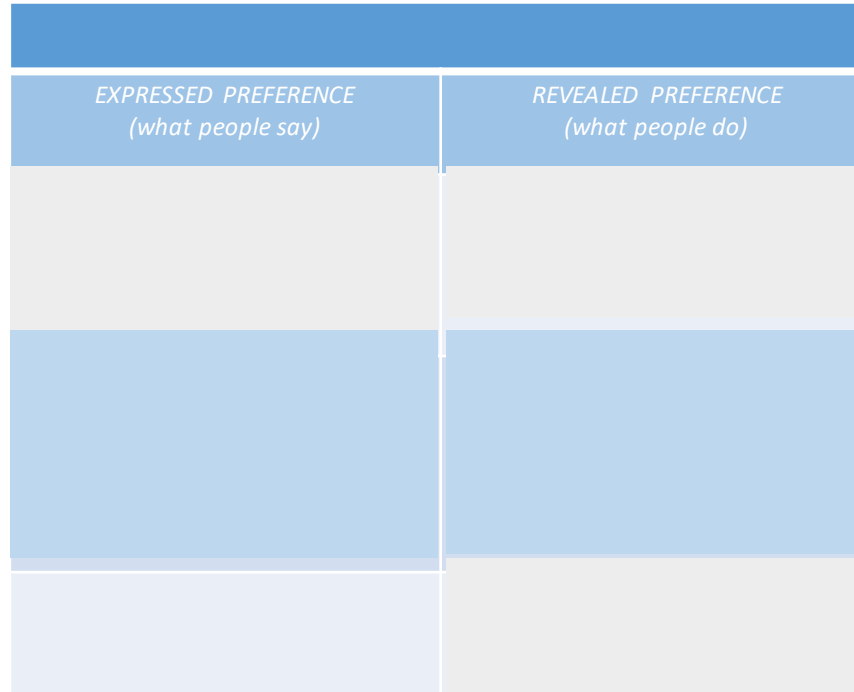 EXPRESSED PREFERENCE
(what people say)
REVEALED PREFERENCE
(what people do)